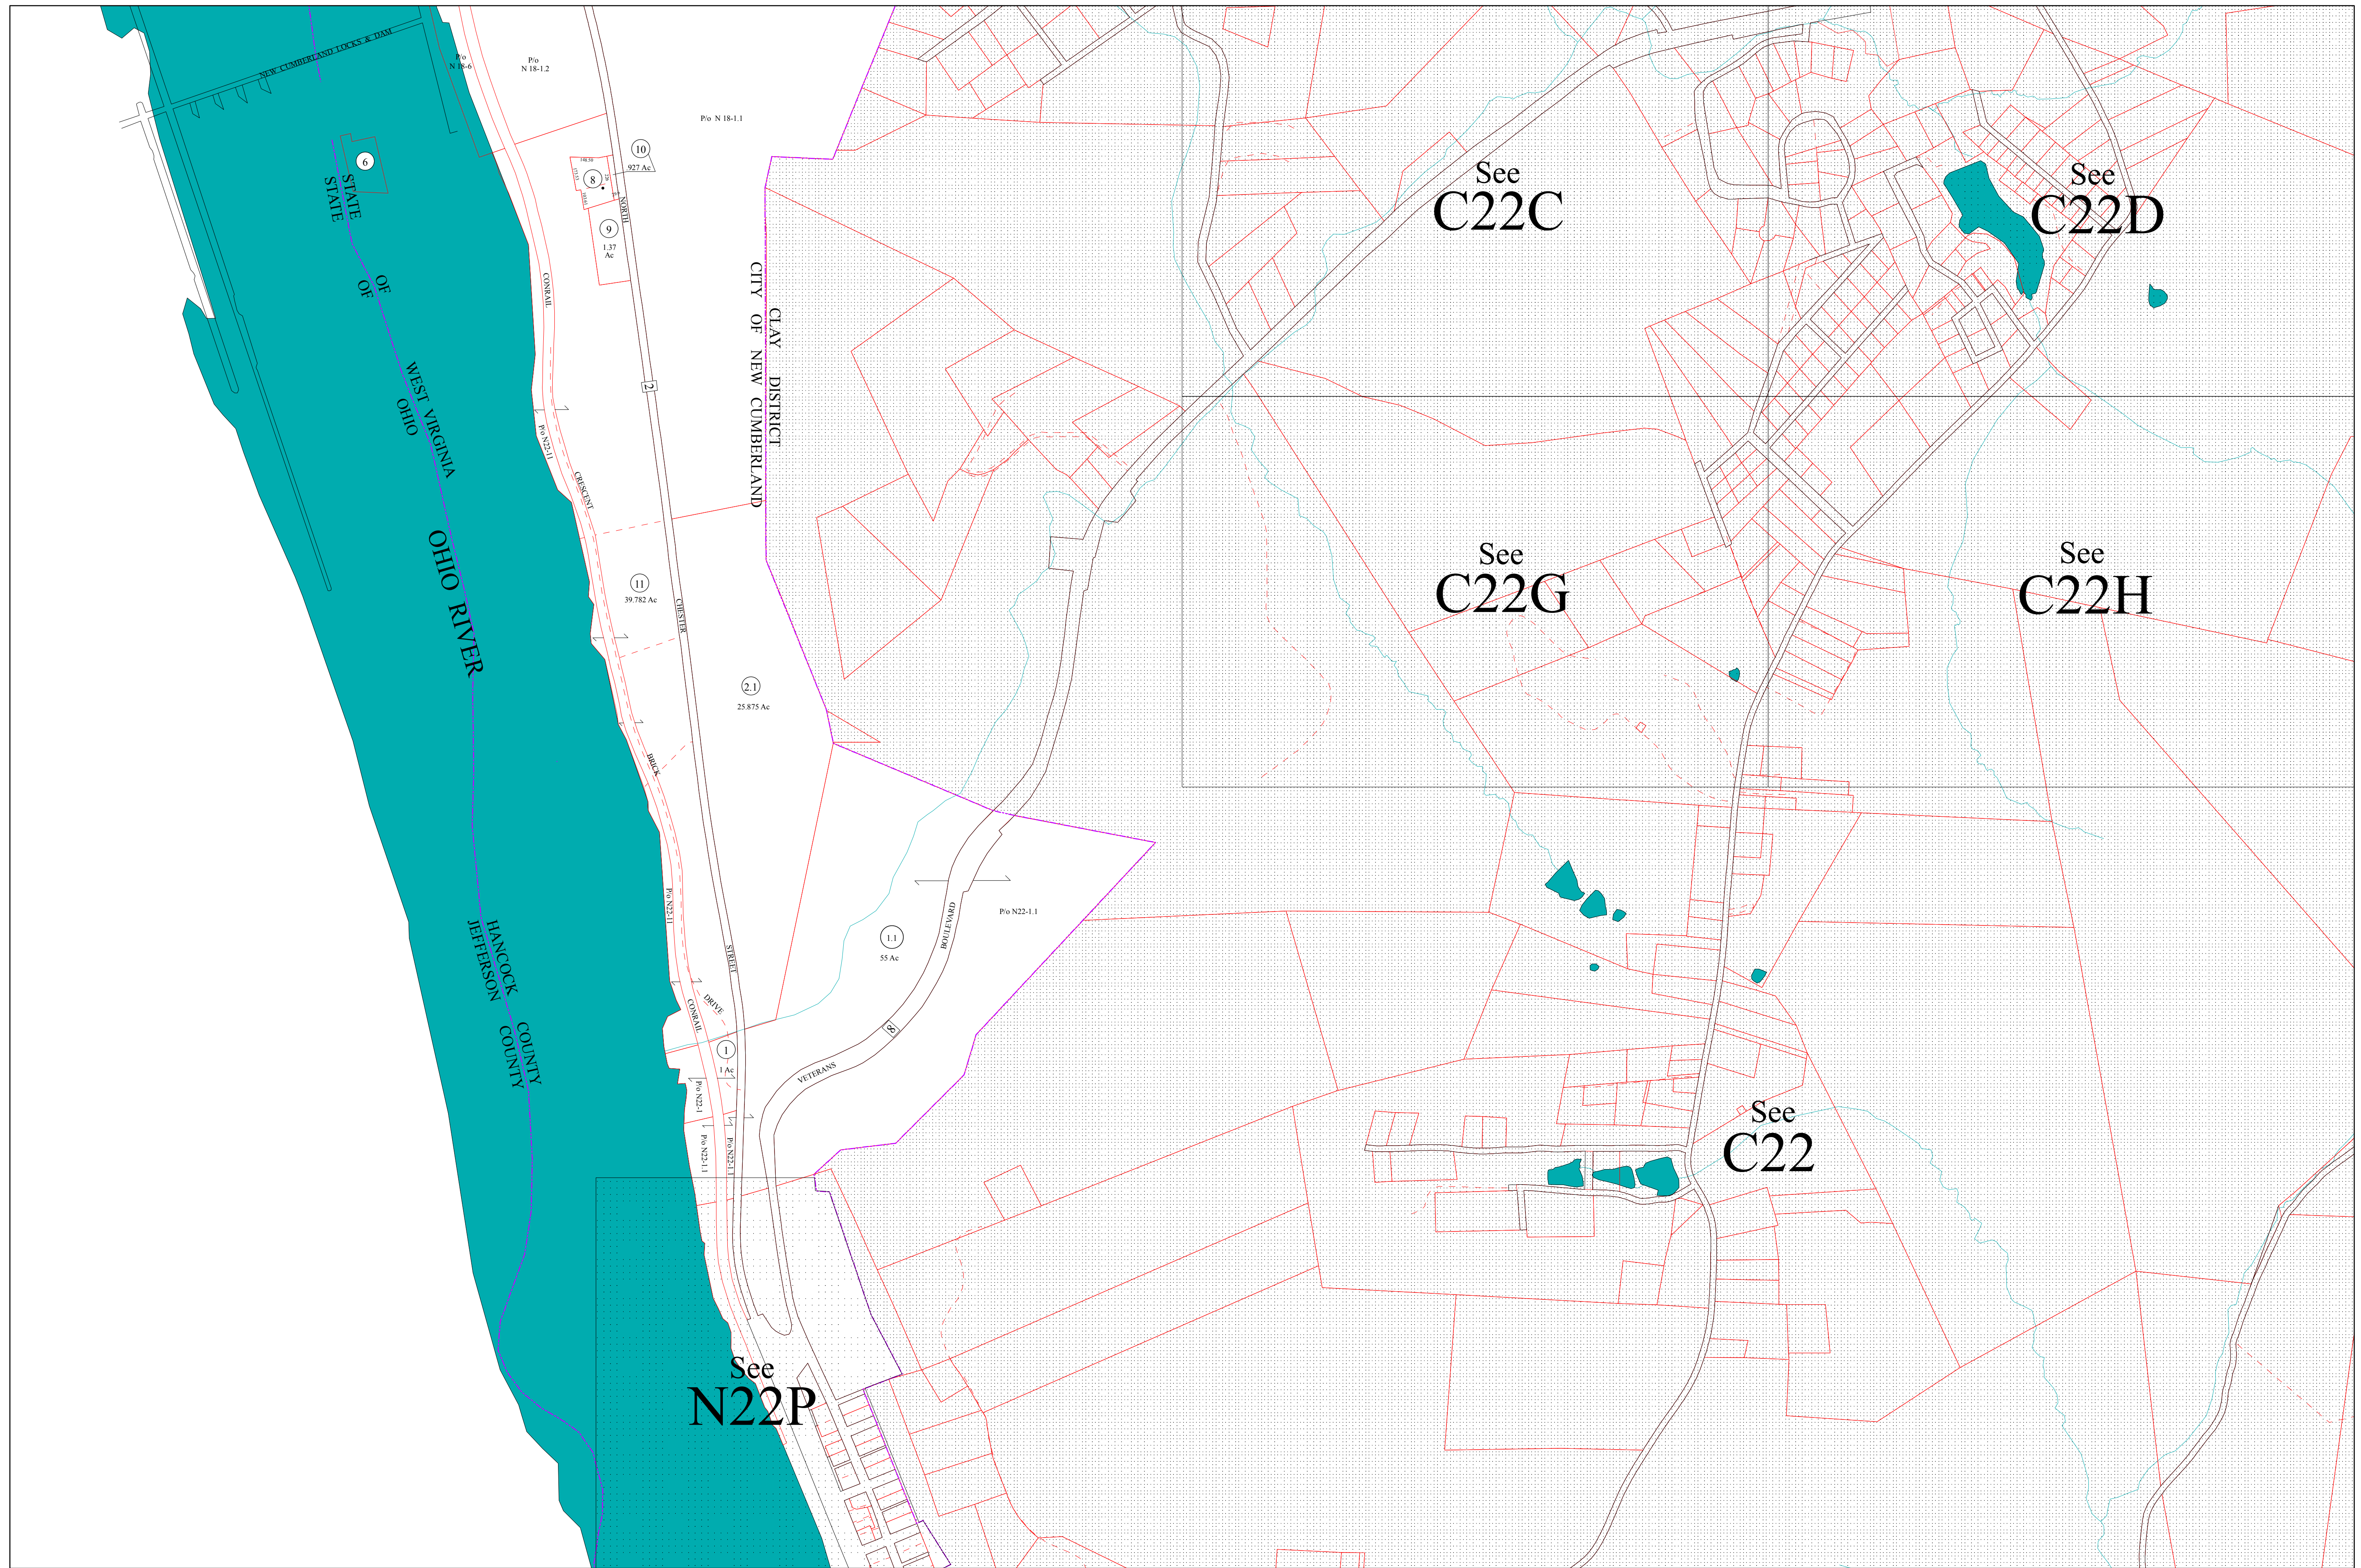 NEW CUMBERLAND LOCKS & DAM
P/o
N 18-6
P/o
N 18-1.2
P/o N 18-1.1
6
10
.927 Ac
8
9
1.37
Ac
NORTH
STATE OF WEST VIRGINIA
STATE OF OHIO
CONRAIL
2
CLAY DISTRICT
CITY OF NEW CUMBERLAND
See
C22C
See
C22D
P/o N22-11
CRESCENT
OHIO RIVER
11
39.782 Ac
CHESTER
See
C22G
See
C22H
2.1
25.875 Ac
BRICK
P/o N22-11
STREET
1.1
55 Ac
BOULEVARD
P/o N22-1.1
HANCOCK COUNTY
JEFFERSON COUNTY
DRIVE
CONRAIL
8
1
1 Ac
VETERANS
P/o N22-1
P/o N22-1.1
P/o N22-1.1
See
C22
See
N22P